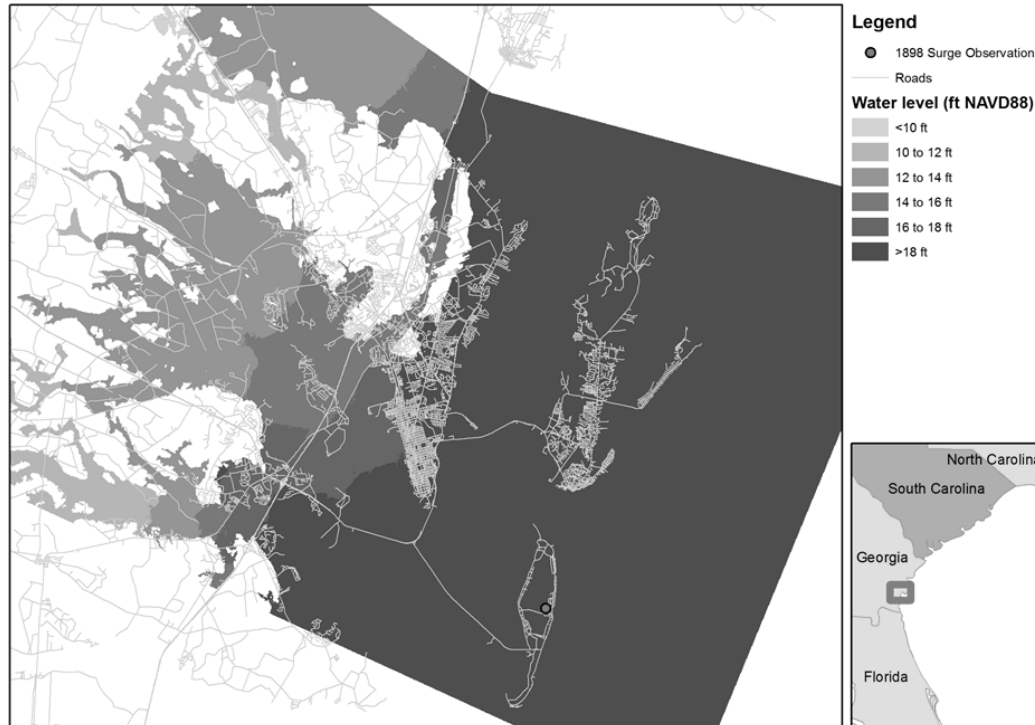 Legend
1898 Surge Observation
Roads
Water level (ft NAVD88)
<10 ft
10 to 12 ft
12 to 14 ft
14 to 16 ft
16 to 18 ft
>18 ft
North Carolina
South Carolina
Georgia
Florida